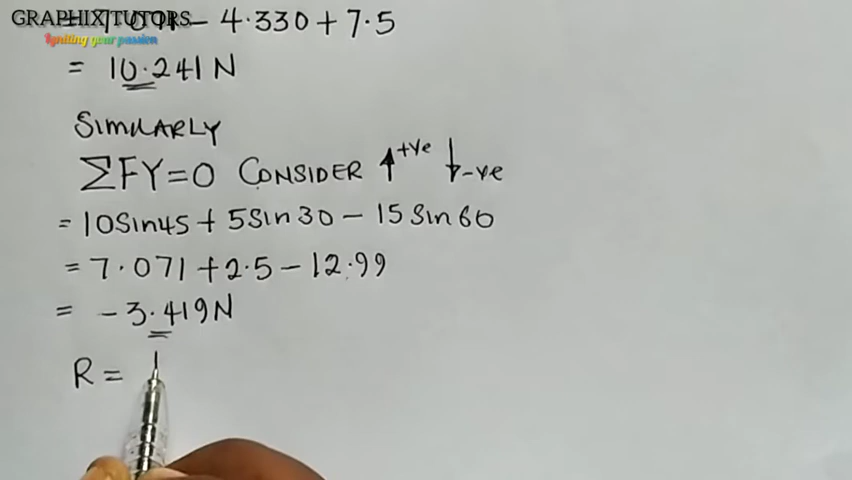 GRAPHIX TUTORS
Igniting your passion
- 4.330 + 7.5
= 10.241 N
SIMILARLY
ΣFY=0 CONSIDER ↑+ve ↓-ve
= 10Sin45 + 5Sin30 - 15Sin60
= 7.071 + 2.5 - 12.99
= -3.419N
R =